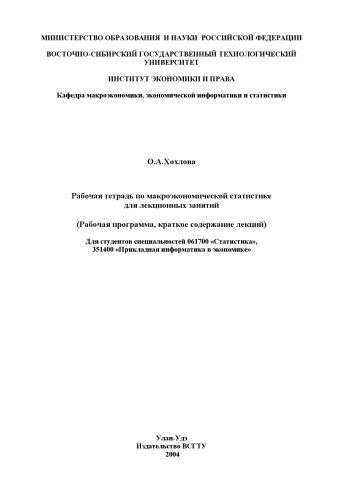 МИНИСТЕРСТВО ОБРАЗОВАНИЯ И НАУКИ РОССИЙСКОЙ ФЕДЕРАЦИИ
ВОСТОЧНО-СИБИРСКИЙ ГОСУДАРСТВЕННЫЙ ТЕХНОЛОГИЧЕСКИЙ
УНИВЕРСИТЕТ
ИНСТИТУТ ЭКОНОМИКИ И ПРАВА
Кафедра макроэкономики, экономической информатики и статистики
О.А.Хохлова
Рабочая тетрадь по макроэкономической статистике
для лекционных занятий
(Рабочая программа, краткое содержание лекций)
Для студентов специальностей 061700 «Статистика»,
351400 «Прикладная информатика в экономике»
Улан-Удэ
Издательство ВСГТУ
2004